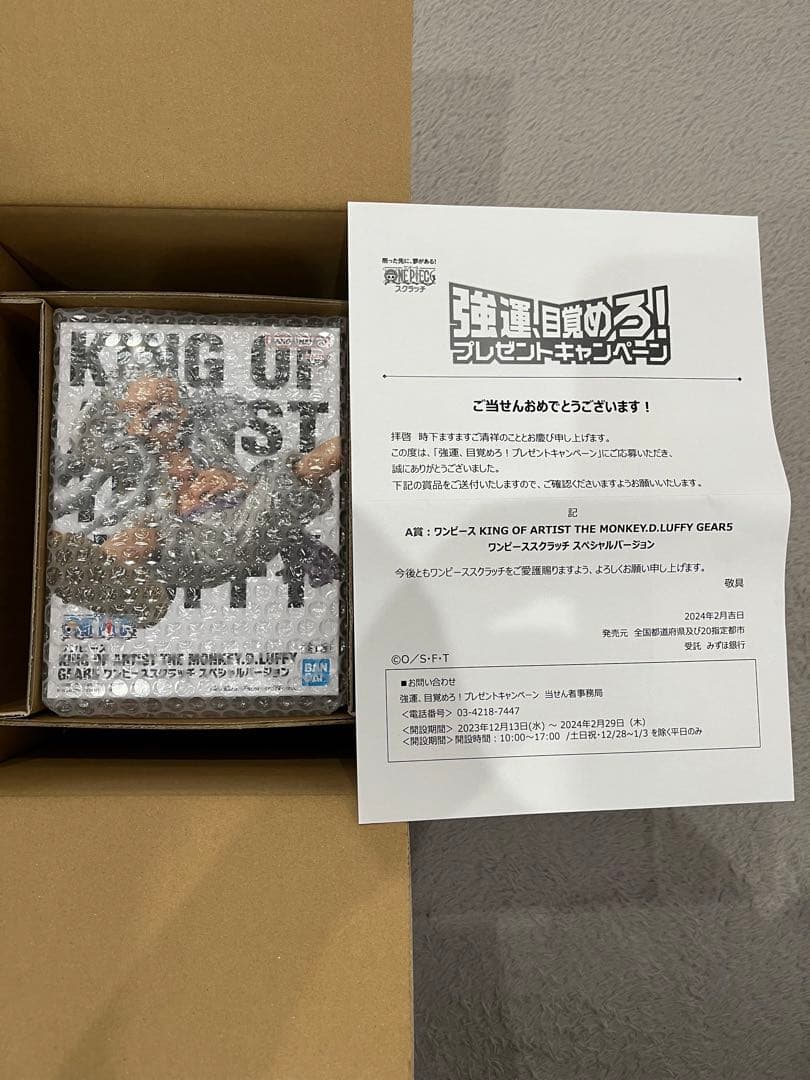 KING OF
ワンピース
KING OF ARTIST THE MONKEY.D.LUFFY
GEAR5 ワンピーススクラッチ スペシャルバージョン
BAN
DAI
削った先に、夢がある!
ONE PIECE
スクラッチ
強運、目覚めろ!
プレゼントキャンペーン
ご当せんおめでとうございます!
拝啓 時下ますますご清祥のこととお慶び申し上げます。
この度は、「強運、目覚めろ!プレゼントキャンペーン」にご応募いただき、
誠にありがとうございました。
下記の賞品をご送付いたしますので、ご確認くださいますようお願いいたします。
記
A賞:ワンピース KING OF ARTIST THE MONKEY.D.LUFFY GEAR5
ワンピーススクラッチ スペシャルバージョン
今後ともワンピーススクラッチをご愛護賜りますよう、よろしくお願い申し上げます。
敬具
2024年2月吉日
発売元 全国都道府県及び20指定都市
受託 みずほ銀行
©O/S・F・T
■お問い合わせ
強運、目覚めろ!プレゼントキャンペーン 当せん者事務局
<電話番号> 03-4218-7447
<開設期間> 2023年12月13日(水) ~ 2024年2月29日(木)
<開設期間>開設時間:10:00~17:00 /土日祝・12/28~1/3 を除く平日のみ